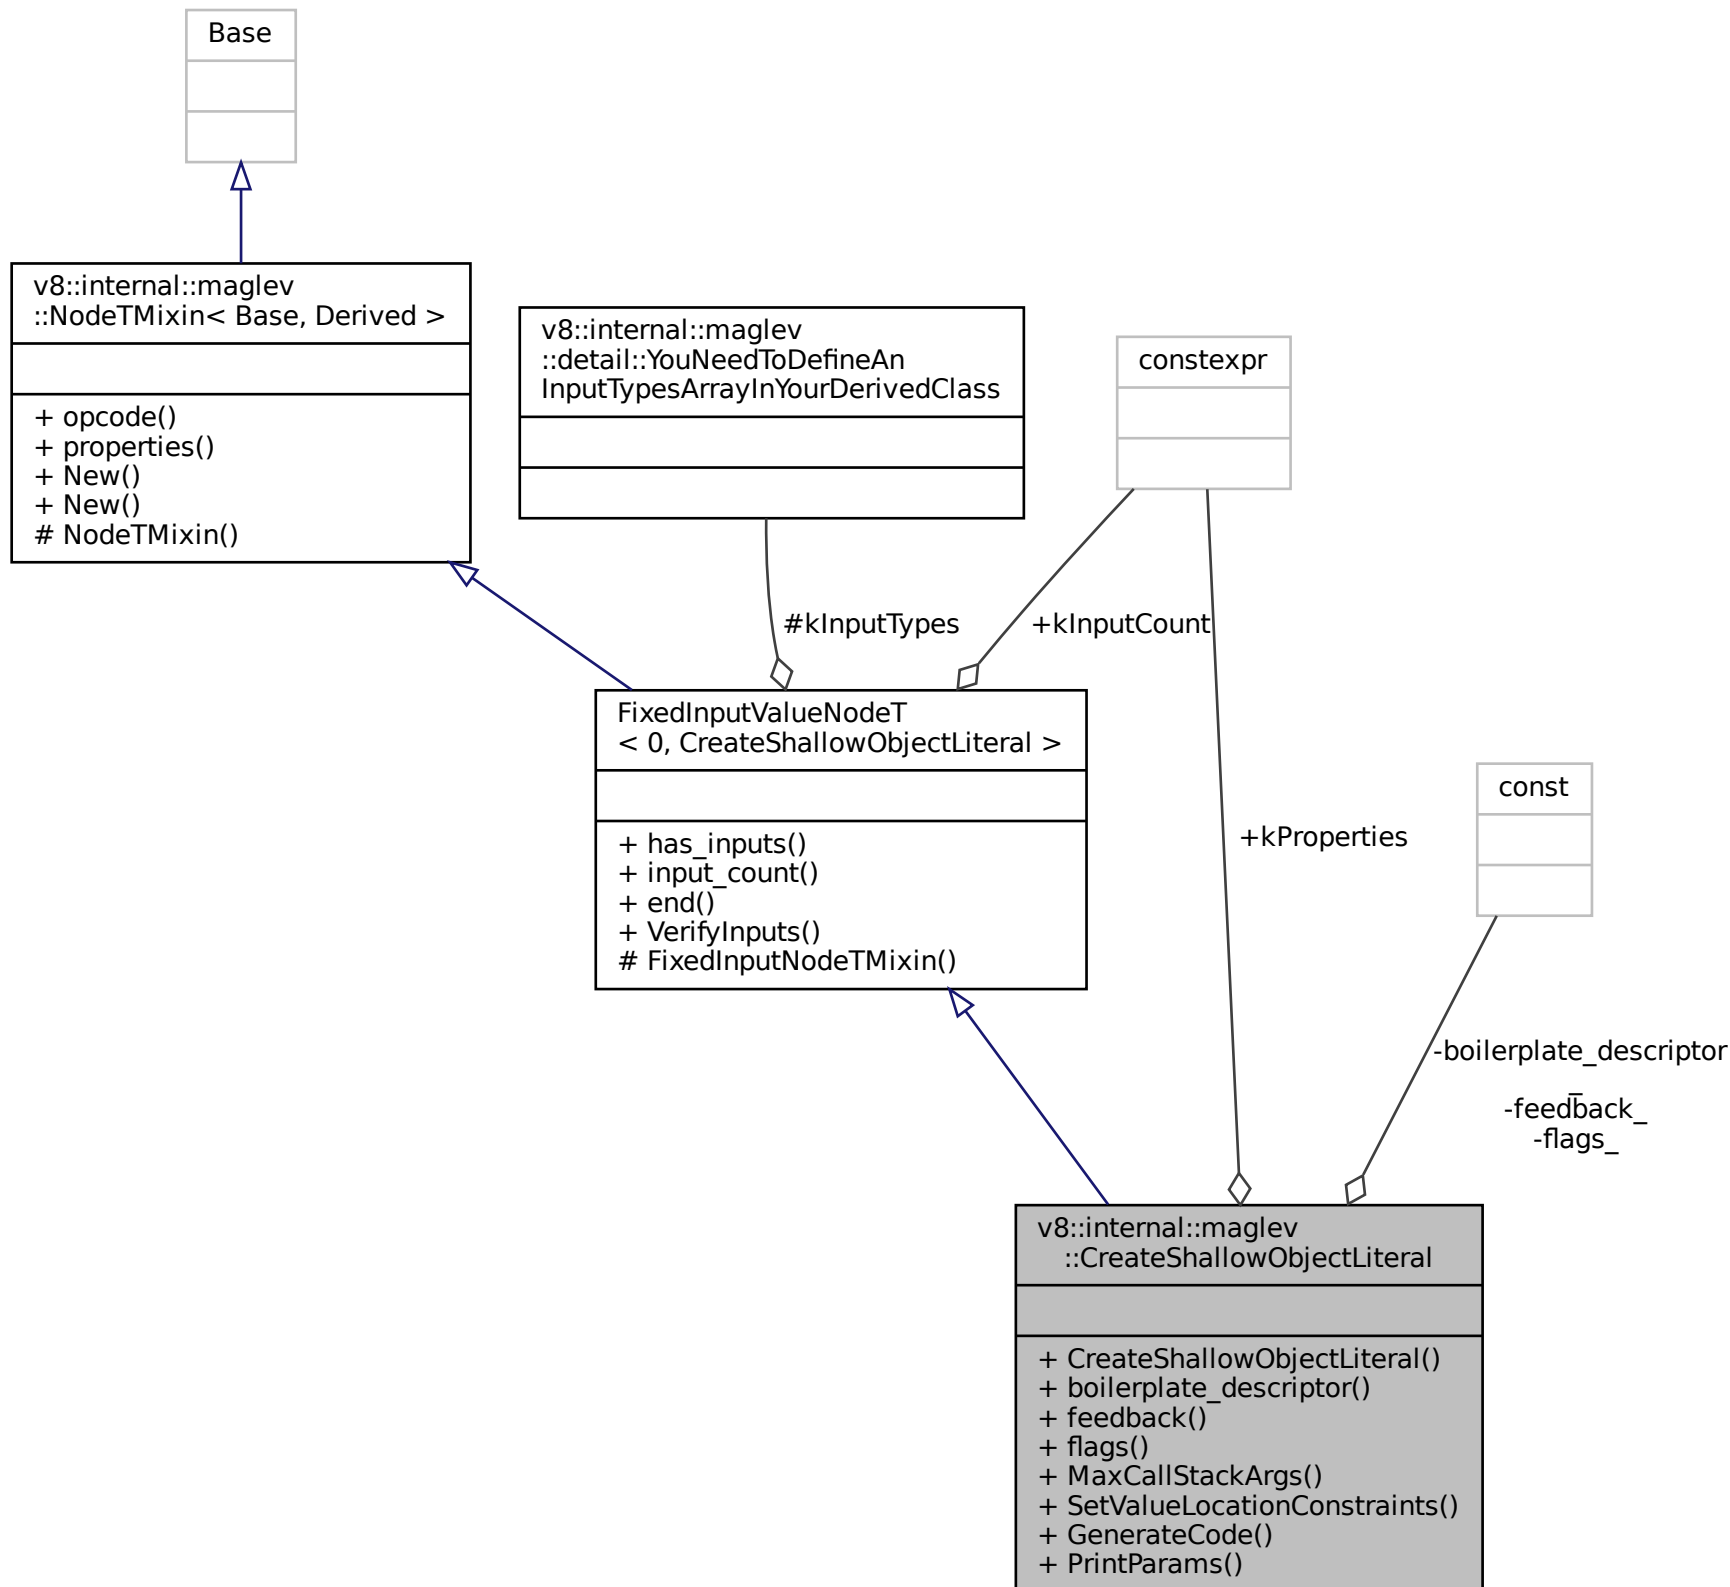 Base
v8::internal::maglev
::NodeTMixin< Base, Derived >
+ opcode()
+ properties()
+ New()
+ New()
# NodeTMixin()
v8::internal::maglev
::detail::YouNeedToDefineAn
InputTypesArrayInYourDerivedClass
constexpr
#kInputTypes
+kInputCount
FixedInputValueNodeT
< 0, CreateShallowObjectLiteral >
+ has_inputs()
+ input_count()
+ end()
+ VerifyInputs()
# FixedInputNodeTMixin()
+kProperties
const
-boilerplate_descriptor
_
-feedback_
-flags_
v8::internal::maglev
::CreateShallowObjectLiteral
+ CreateShallowObjectLiteral()
+ boilerplate_descriptor()
+ feedback()
+ flags()
+ MaxCallStackArgs()
+ SetValueLocationConstraints()
+ GenerateCode()
+ PrintParams()